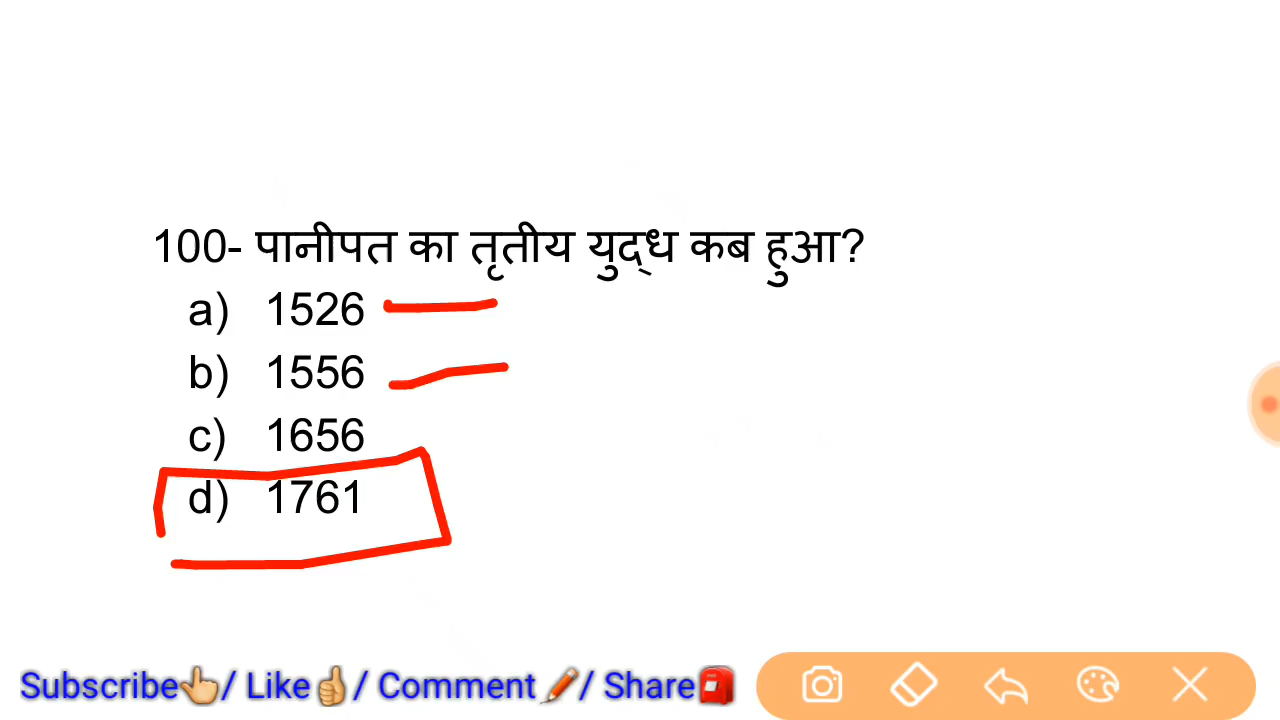 100- पानीपत का तृतीय युद्ध कब हुआ?
a) 1526
b) 1556
c) 1656
d) 1761
Subscribe👆/ Like👍/ Comment 🖍/ Share🎒